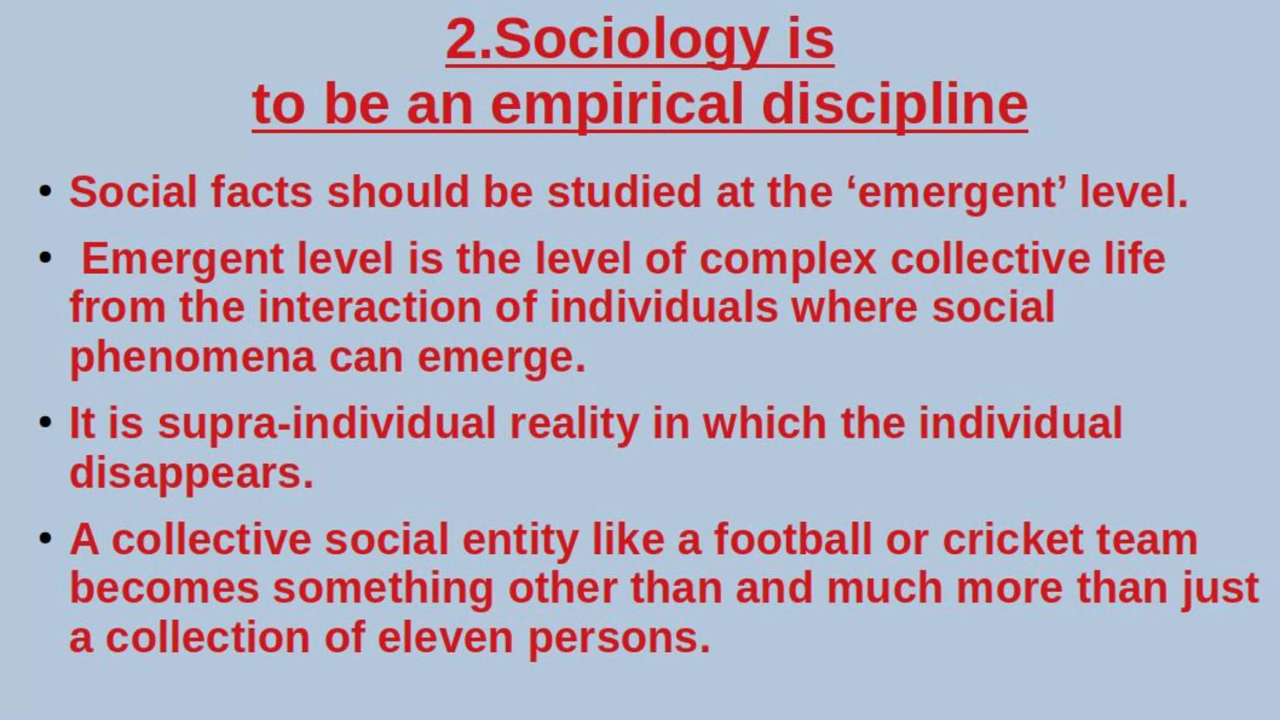 2.Sociology is
to be an empirical discipline
• Social facts should be studied at the ‘emergent’ level.
• Emergent level is the level of complex collective life
from the interaction of individuals where social
phenomena can emerge.
• It is supra-individual reality in which the individual
disappears.
• A collective social entity like a football or cricket team
becomes something other than and much more than just
a collection of eleven persons.